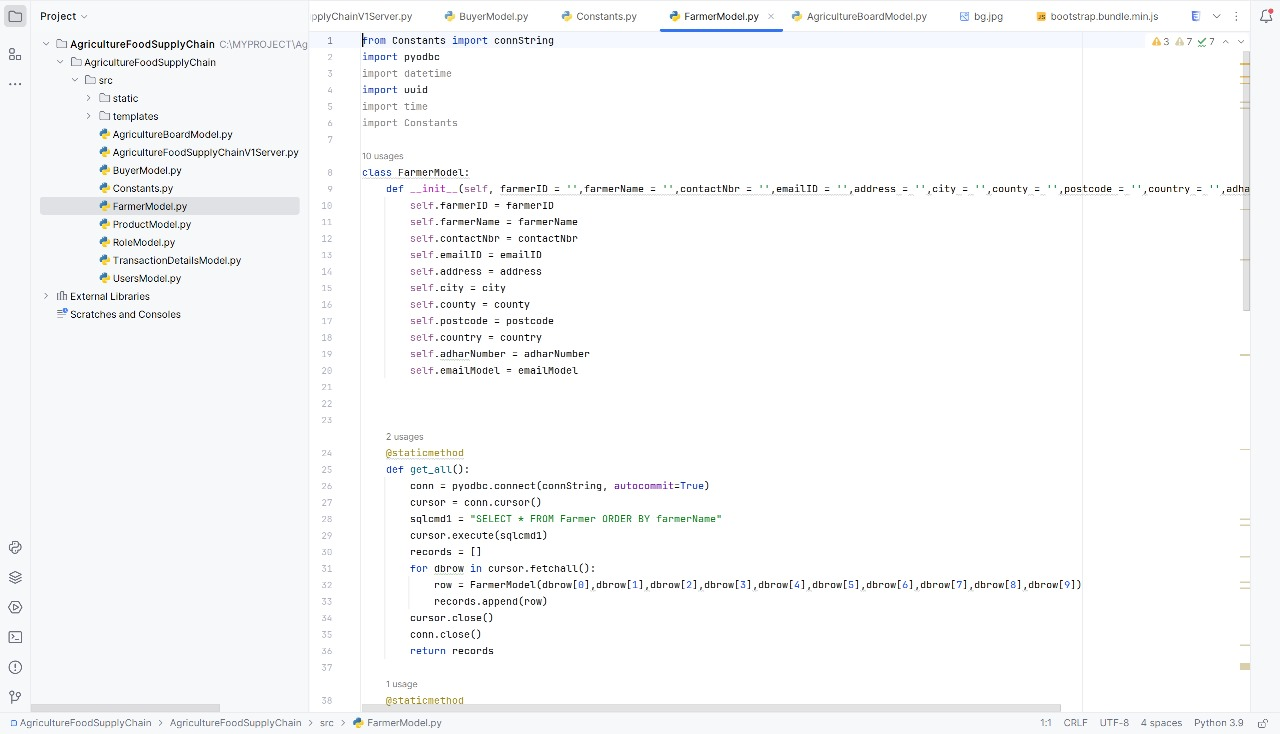 Project
pplyChainV1Server.py
BuyerModel.py
Constants.py
FarmerModel.py
AgricultureBoardModel.py
bg.jpg
bootstrap.bundle.min.js
AgricultureFoodSupplyChain C:\MYPROJECT\Ag
AgricultureFoodSupplyChain
src
static
templates
AgricultureBoardModel.py
AgricultureFoodSupplyChainV1Server.py
BuyerModel.py
Constants.py
FarmerModel.py
ProductModel.py
RoleModel.py
TransactionDetailsModel.py
UsersModel.py
External Libraries
Scratches and Consoles
3 7 7
1 from Constants import connString
2 import pyodbc
3 import datetime
4 import uuid
5 import time
6 import Constants
7
10 usages
8 class FarmerModel:
9 def __init__(self, farmerID = '',farmerName = '',contactNbr = '',emailID = '',address = '',city = '',county = '',postcode = '',country = '',adha
10 self.farmerID = farmerID
11 self.farmerName = farmerName
12 self.contactNbr = contactNbr
13 self.emailID = emailID
14 self.address = address
15 self.city = city
16 self.county = county
17 self.postcode = postcode
18 self.country = country
19 self.adharNumber = adharNumber
20 self.emailModel = emailModel
21
22
23
2 usages
24 @staticmethod
25 def get_all():
26 conn = pyodbc.connect(connString, autocommit=True)
27 cursor = conn.cursor()
28 sqlcmd1 = "SELECT * FROM Farmer ORDER BY farmerName"
29 cursor.execute(sqlcmd1)
30 records = []
31 for dbrow in cursor.fetchall():
32 row = FarmerModel(dbrow[0],dbrow[1],dbrow[2],dbrow[3],dbrow[4],dbrow[5],dbrow[6],dbrow[7],dbrow[8],dbrow[9])
33 records.append(row)
34 cursor.close()
35 conn.close()
36 return records
37
1 usage
38 @staticmethod
AgricultureFoodSupplyChain > AgricultureFoodSupplyChain > src > FarmerModel.py
1:1 CRLF UTF-8 4 spaces Python 3.9